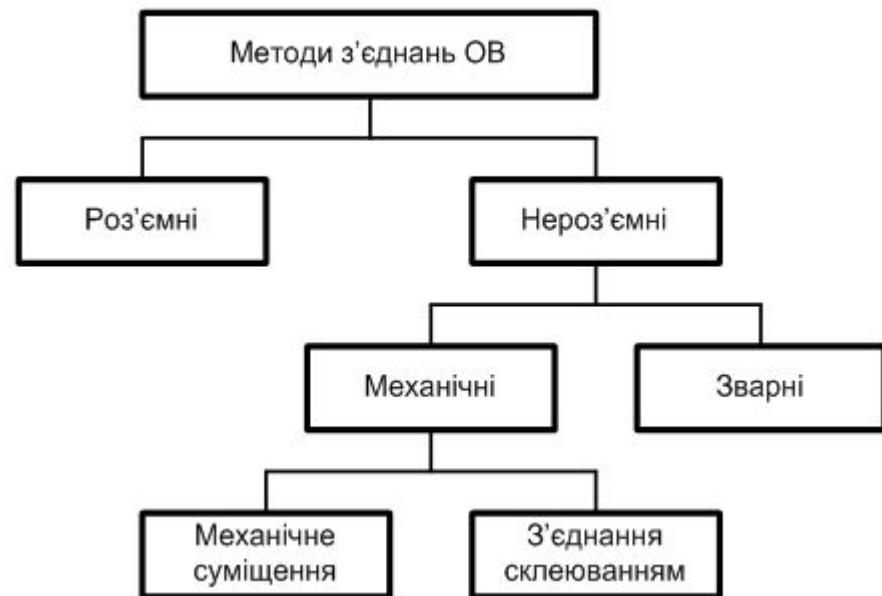 Методи з’єднань ОВ
Роз’ємні
Нероз’ємні
Механічні
Зварні
Механічне
суміщення
З’єднання
склеюванням